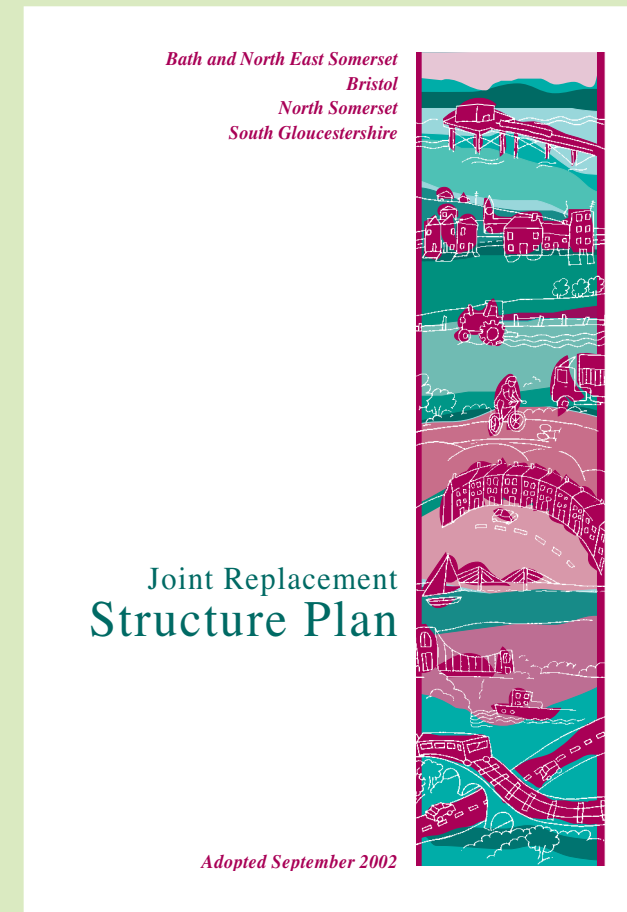 Bath and North East Somerset
Bristol
North Somerset
South Gloucestershire
Joint Replacement
Structure Plan
Adopted September 2002